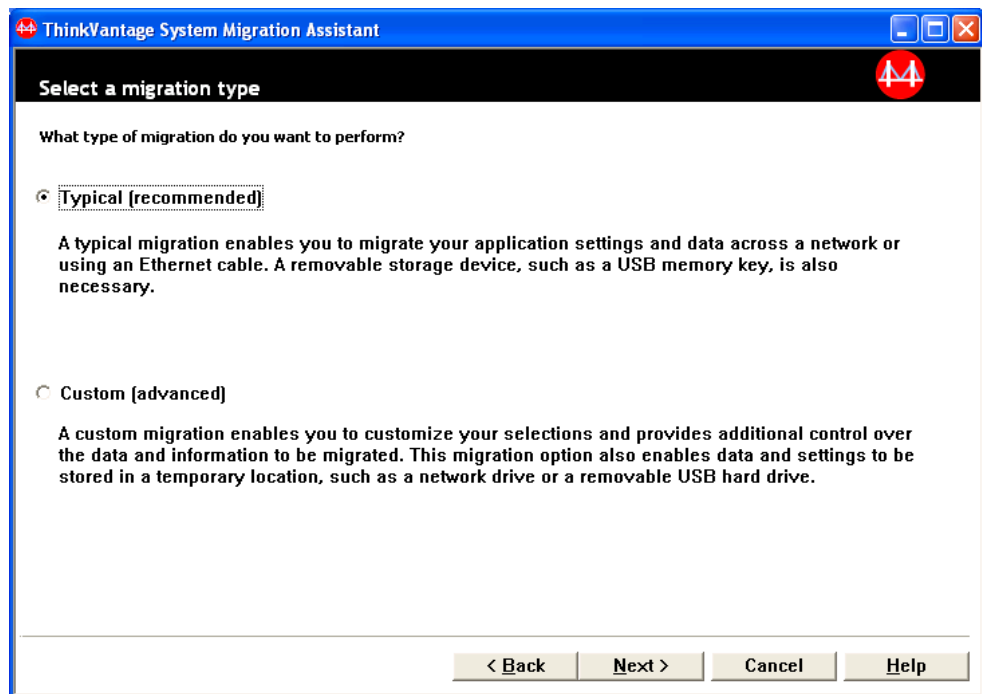 ThinkVantage System Migration Assistant
Select a migration type
What type of migration do you want to perform?
Typical (recommended)
A typical migration enables you to migrate your application settings and data across a network or
using an Ethernet cable. A removable storage device, such as a USB memory key, is also
necessary.
Custom (advanced)
A custom migration enables you to customize your selections and provides additional control over
the data and information to be migrated. This migration option also enables data and settings to be
stored in a temporary location, such as a network drive or a removable USB hard drive.
< Back Next > Cancel Help